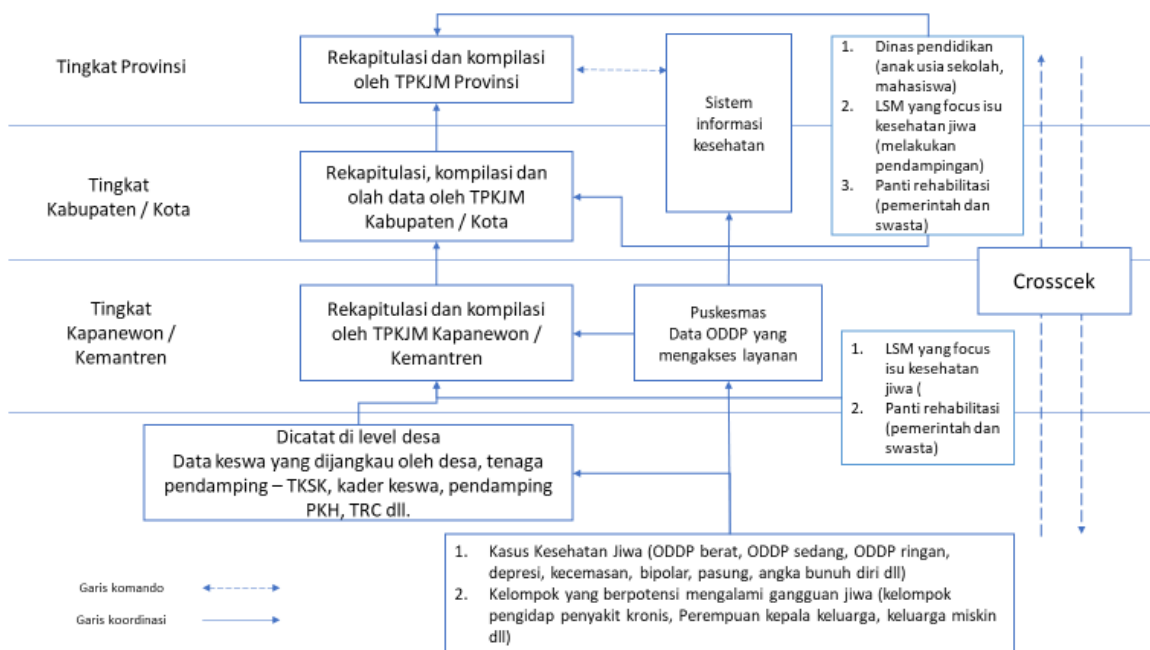 Tingkat Provinsi
Rekapitulasi dan kompilasi
oleh TPKJM Provinsi
Sistem
informasi
kesehatan
1. Dinas pendidikan
(anak usia sekolah,
mahasiswa)
2. LSM yang focus isu
kesehatan jiwa
(melakukan
pendampingan)
3. Panti rehabilitasi
(pemerintah dan
swasta)
Tingkat
Kabupaten / Kota
Rekapitulasi, kompilasi dan
olah data oleh TPKJM
Kabupaten / Kota
Crosscek
Tingkat
Kapanewon /
Kemantren
Rekapitulasi dan kompilasi
oleh TPKJM Kapanewon /
Kemantren
Puskesmas
Data ODDP yang
mengakses layanan
1. LSM yang focus
isu kesehatan
jiwa (
2. Panti rehabilitasi
(pemerintah dan
swasta)
Dicatat di level desa
Data keswa yang dijangkau oleh desa, tenaga
pendamping – TKSK, kader keswa, pendamping
PKH, TRC dll.
1. Kasus Kesehatan Jiwa (ODDP berat, ODDP sedang, ODDP ringan,
depresi, kecemasan, bipolar, pasung, angka bunuh diri dll)
2. Kelompok yang berpotensi mengalami gangguan jiwa (kelompok
pengidap penyakit kronis, Perempuan kepala keluarga, keluarga miskin
dll)
Garis komando
Garis koordinasi